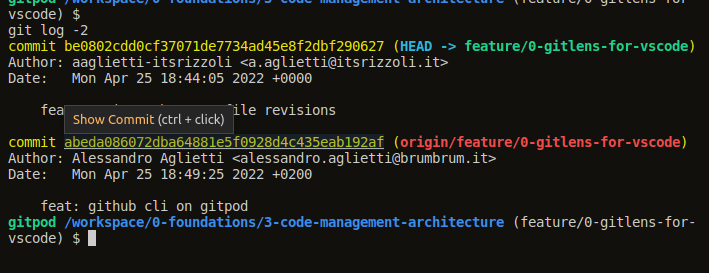 gitpod /workspace/0-foundations/3-code-management-architecture (feature/0-gitlens-for-
vscode) $
git log -2
commit be0802cdd0cf37071de7734ad45e8f2dbf290627 (HEAD -> feature/0-gitlens-for-vscode)
Author: aaglietti-itsrizzoli <a.aglietti@itsrizzoli.it>
Date:   Mon Apr 25 18:44:05 2022 +0000
file revisions
Show Commit (ctrl + click)
commit abeda086072dba64881e5f0928d4c435eab192af (origin/feature/0-gitlens-for-vscode)
Author: Alessandro Aglietti <alessandro.aglietti@brumbrum.it>
Date:   Mon Apr 25 18:49:25 2022 +0200
feat: github cli on gitpod
gitpod /workspace/0-foundations/3-code-management-architecture (feature/0-gitlens-for-
vscode) $